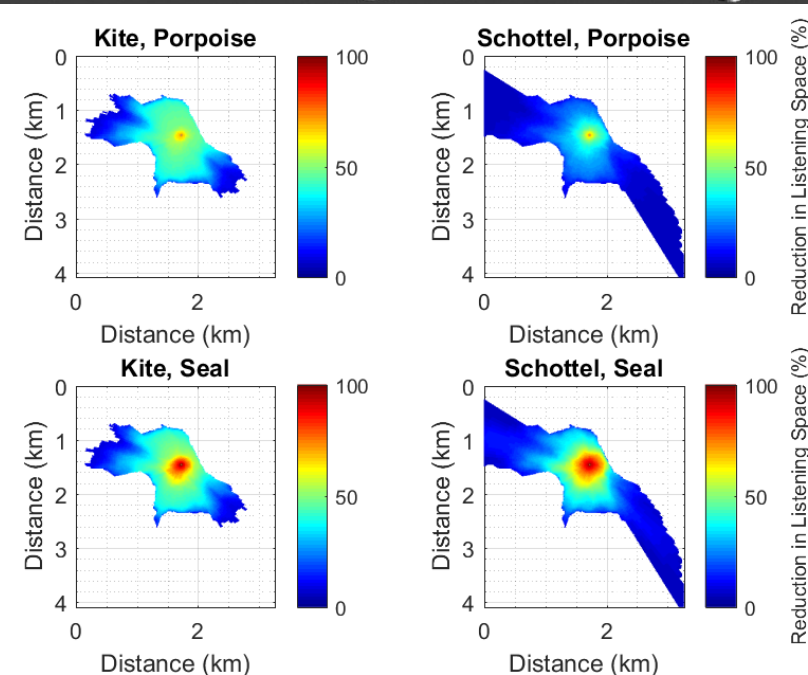 Kite, Porpoise
0
1
2
3
4
Distance (km)
0 2
Distance (km)
100
50
0
Schottel, Porpoise
0
1
2
3
4
Distance (km)
0 2
Distance (km)
100
50
0
Reduction in Listening Space (%)
Kite, Seal
0
1
2
3
4
Distance (km)
0 2
Distance (km)
100
50
0
Schottel, Seal
0
1
2
3
4
Distance (km)
0 2
Distance (km)
100
50
0
Reduction in Listening Space (%)